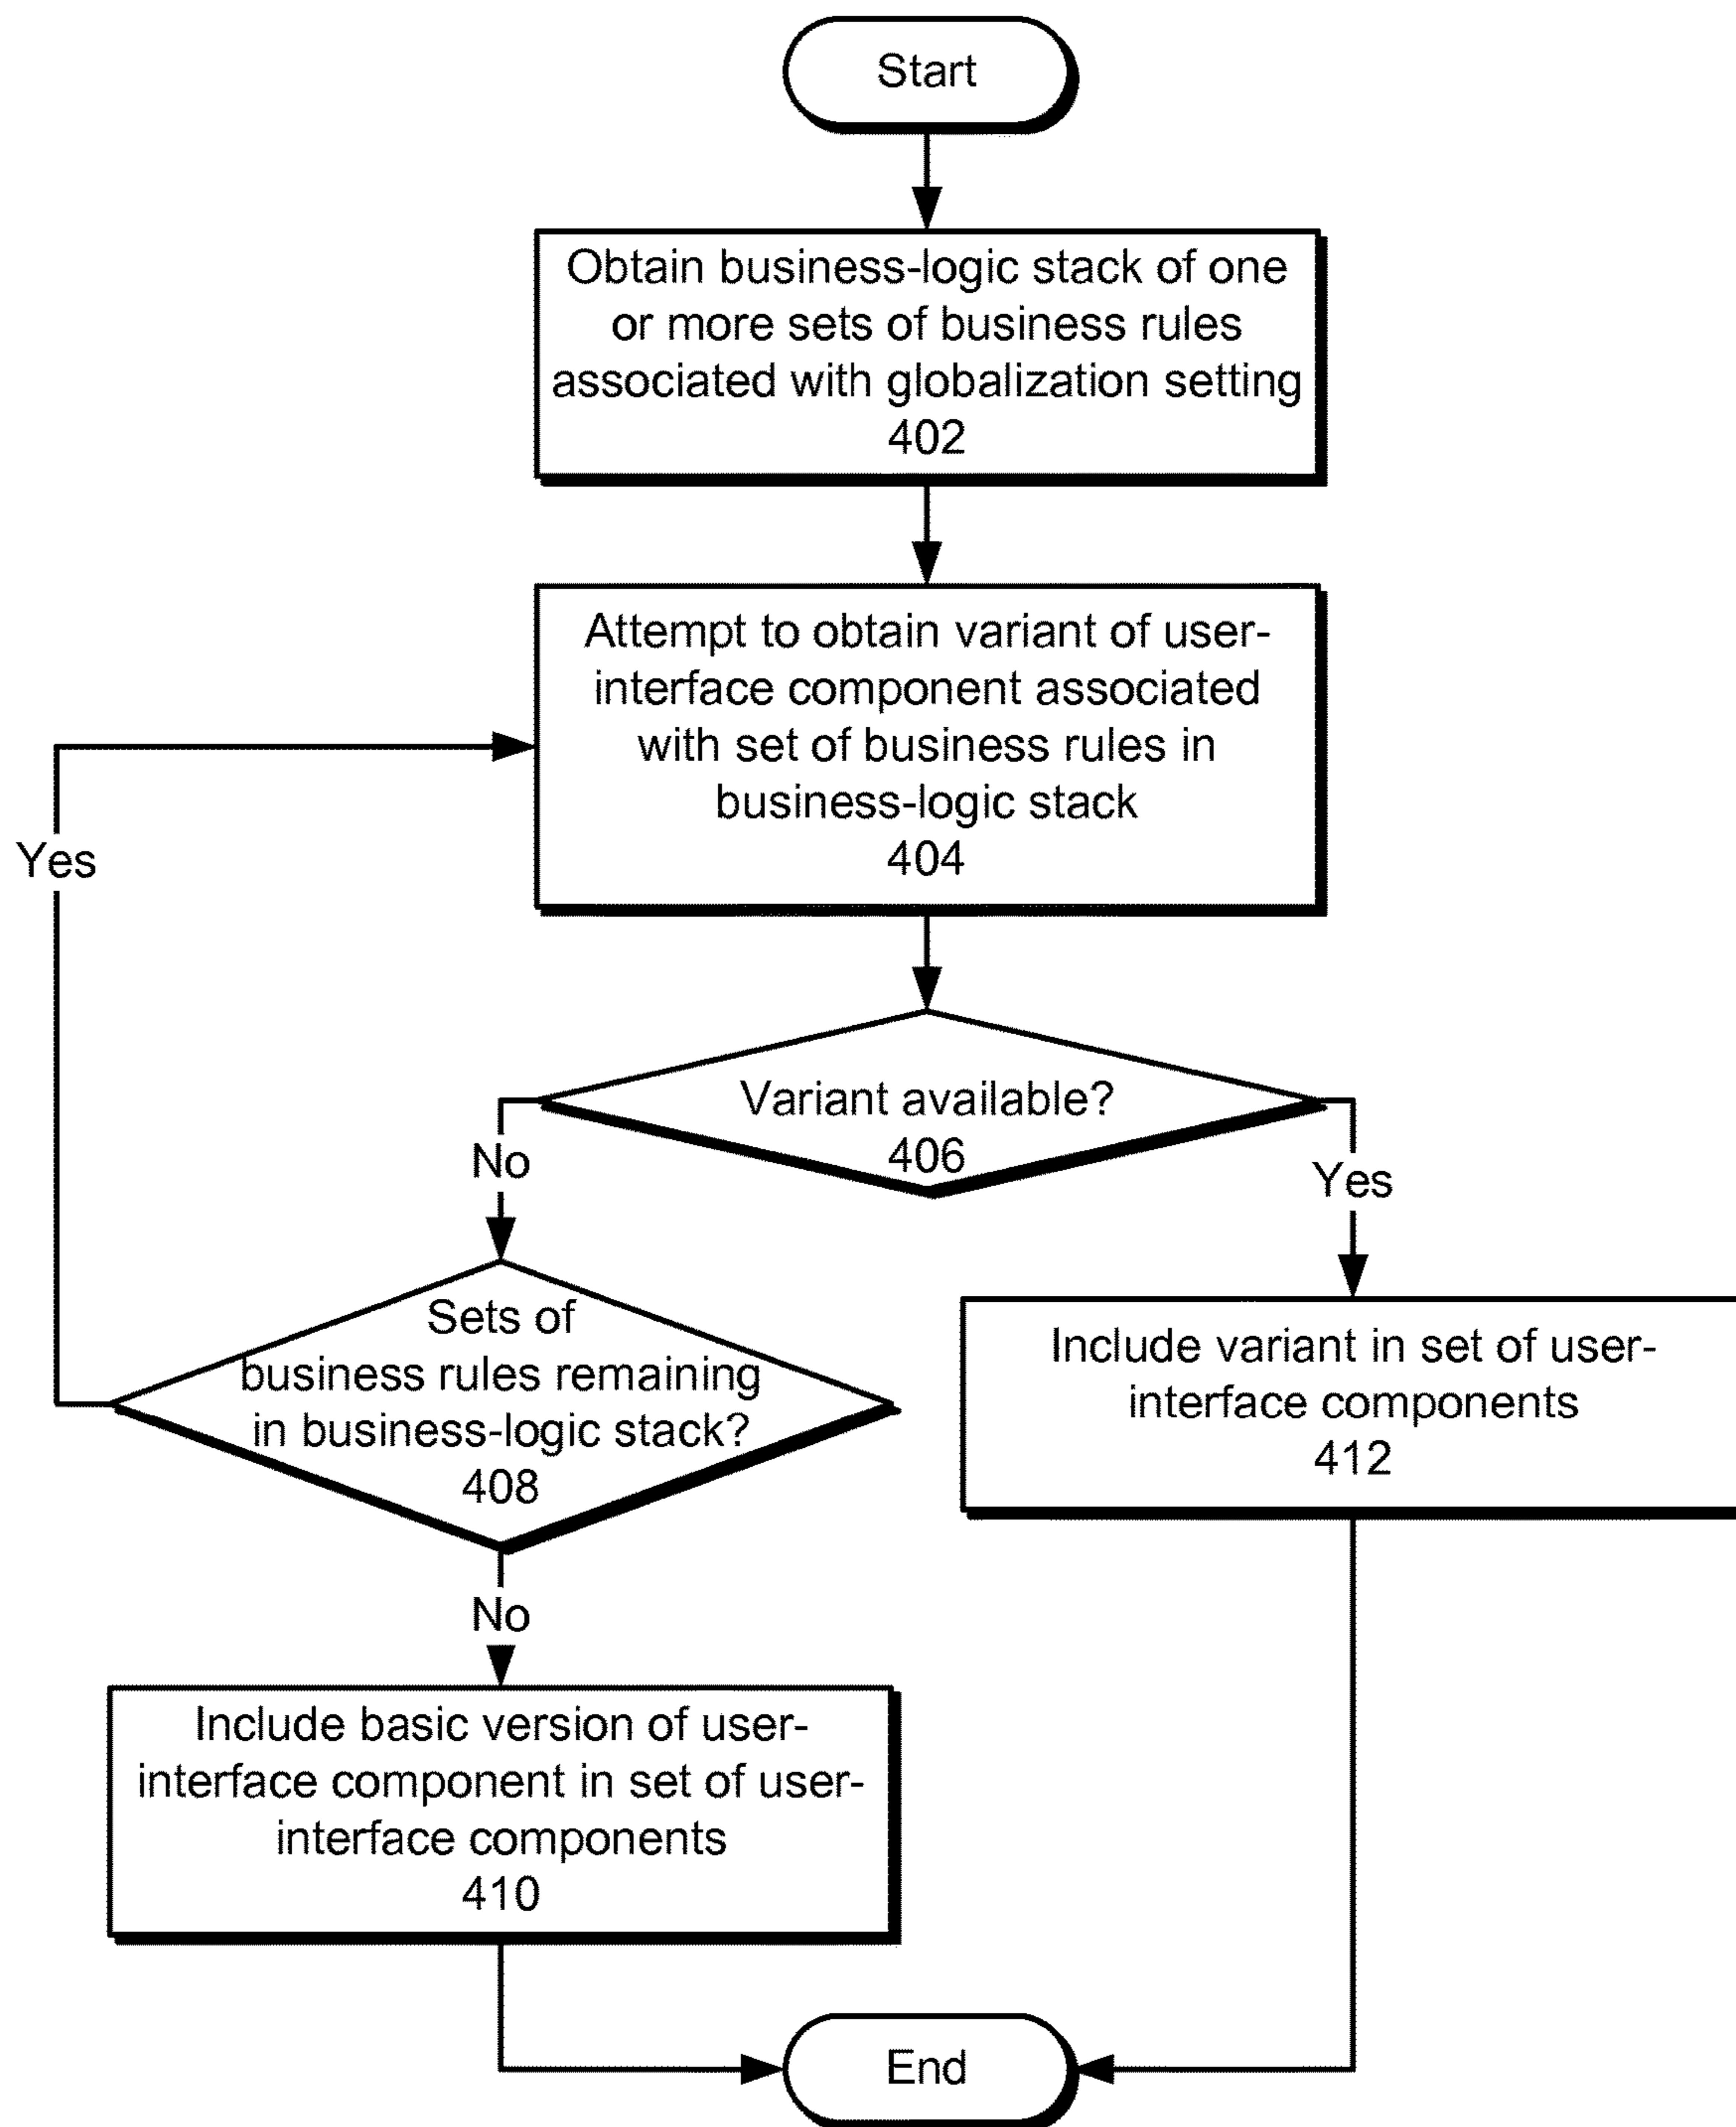 Start
Obtain business-logic stack of one
or more sets of business rules
associated with globalization setting
402
Attempt to obtain variant of user-
interface component associated
with set of business rules in
business-logic stack
404
Yes
Variant available?
406
No
Yes
Sets of
business rules remaining
in business-logic stack?
408
Include variant in set of user-
interface components
412
No
Include basic version of user-
interface component in set of user-
interface components
410
End